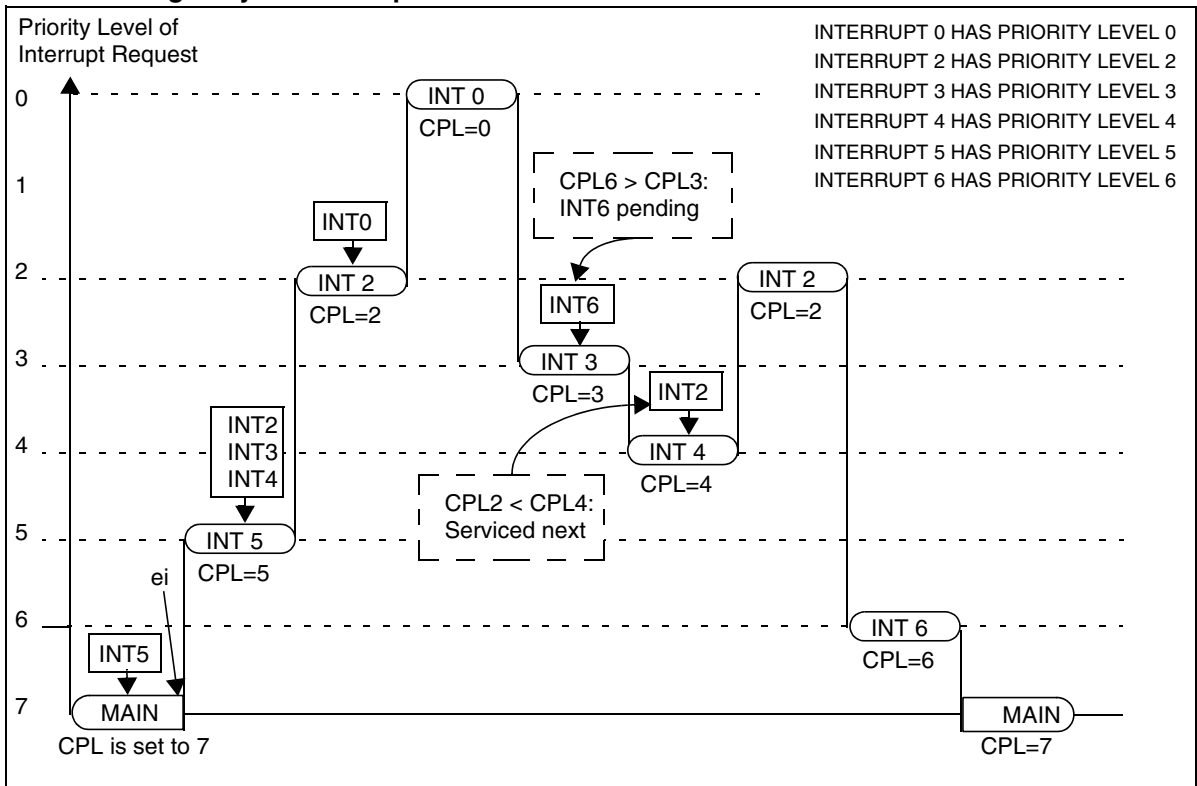 Priority Level of
Interrupt Request
INTERRUPT 0 HAS PRIORITY LEVEL 0
INTERRUPT 2 HAS PRIORITY LEVEL 2
INTERRUPT 3 HAS PRIORITY LEVEL 3
INTERRUPT 4 HAS PRIORITY LEVEL 4
INTERRUPT 5 HAS PRIORITY LEVEL 5
INTERRUPT 6 HAS PRIORITY LEVEL 6
0
INT 0
CPL=0
1
CPL6 > CPL3:
INT6 pending
INT0
2
INT 2
CPL=2
INT 2
CPL=2
INT6
3
INT 3
CPL=3
INT2
INT2
INT3
INT4
4
INT 4
CPL=4
CPL2 < CPL4:
Serviced next
5
INT 5
CPL=5
ei
6
INT 6
CPL=6
INT5
7
MAIN
CPL is set to 7
MAIN
CPL=7